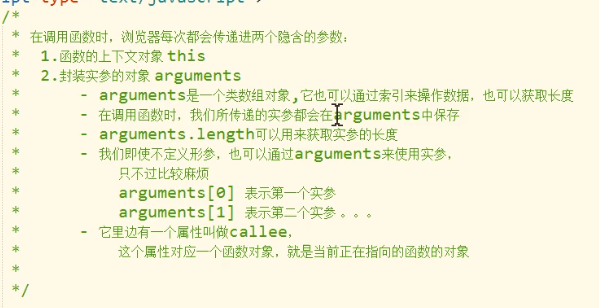 ipt type="text/javascript">
/*
* 在调用函数时，浏览器每次都会传递进两个隐含的参数：
* 1.函数的上下文对象 this
* 2.封装实参的对象 arguments
* - arguments是一个类数组对象,它也可以通过索引来操作数据，也可以获取长度
* - 在调用函数时，我们所传递的实参都会在arguments中保存
* - arguments.length可以用来获取实参的长度
* - 我们即使不定义形参，也可以通过arguments来使用实参，
* 只不过比较麻烦
* arguments[0] 表示第一个实参
* arguments[1] 表示第二个实参 。。。
* - 它里边有一个属性叫做callee，
* 这个属性对应一个函数对象，就是当前正在指向的函数的对象
*
*/